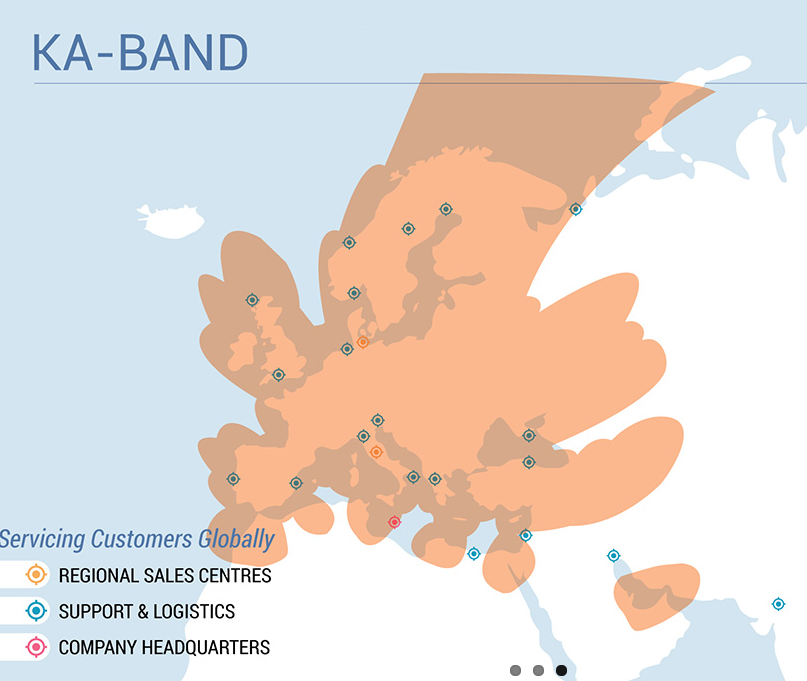 KA-BAND
Servicing Customers Globally
REGIONAL SALES CENTRES
SUPPORT & LOGISTICS
COMPANY HEADQUARTERS